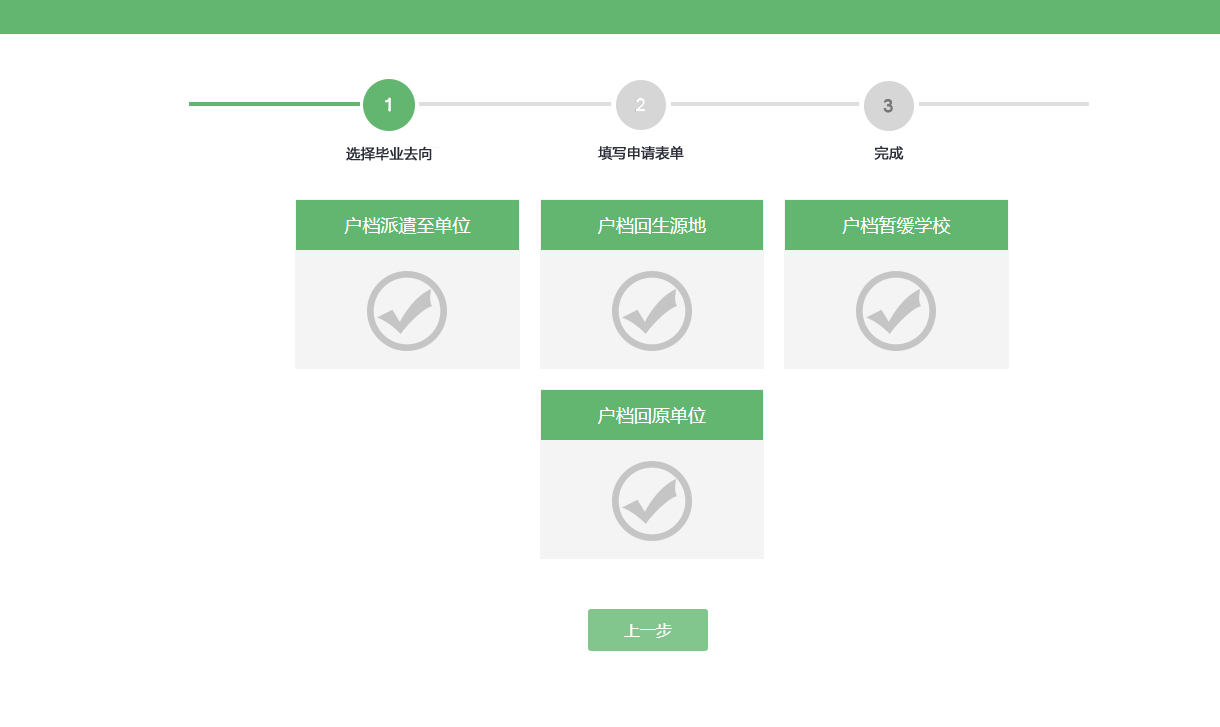 1
2
3
选择毕业去向
填写申请表单
完成
户档派遣至单位
户档回生源地
户档暂缓学校
户档回原单位
上一步